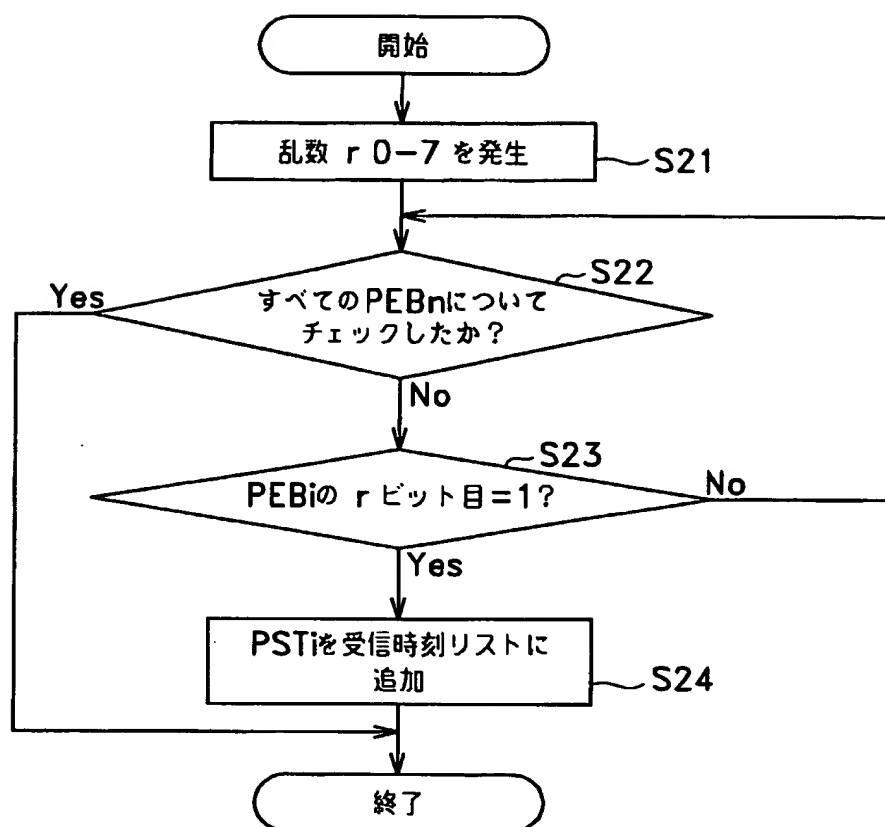 開始
乱数 r 0-7 を発生
S21
S22
Yes
すべてのPEBnについて
チェックしたか?
No
S23
PEBiの r ビット目=1?
No
Yes
PSTiを受信時刻リストに
追加
S24
終了